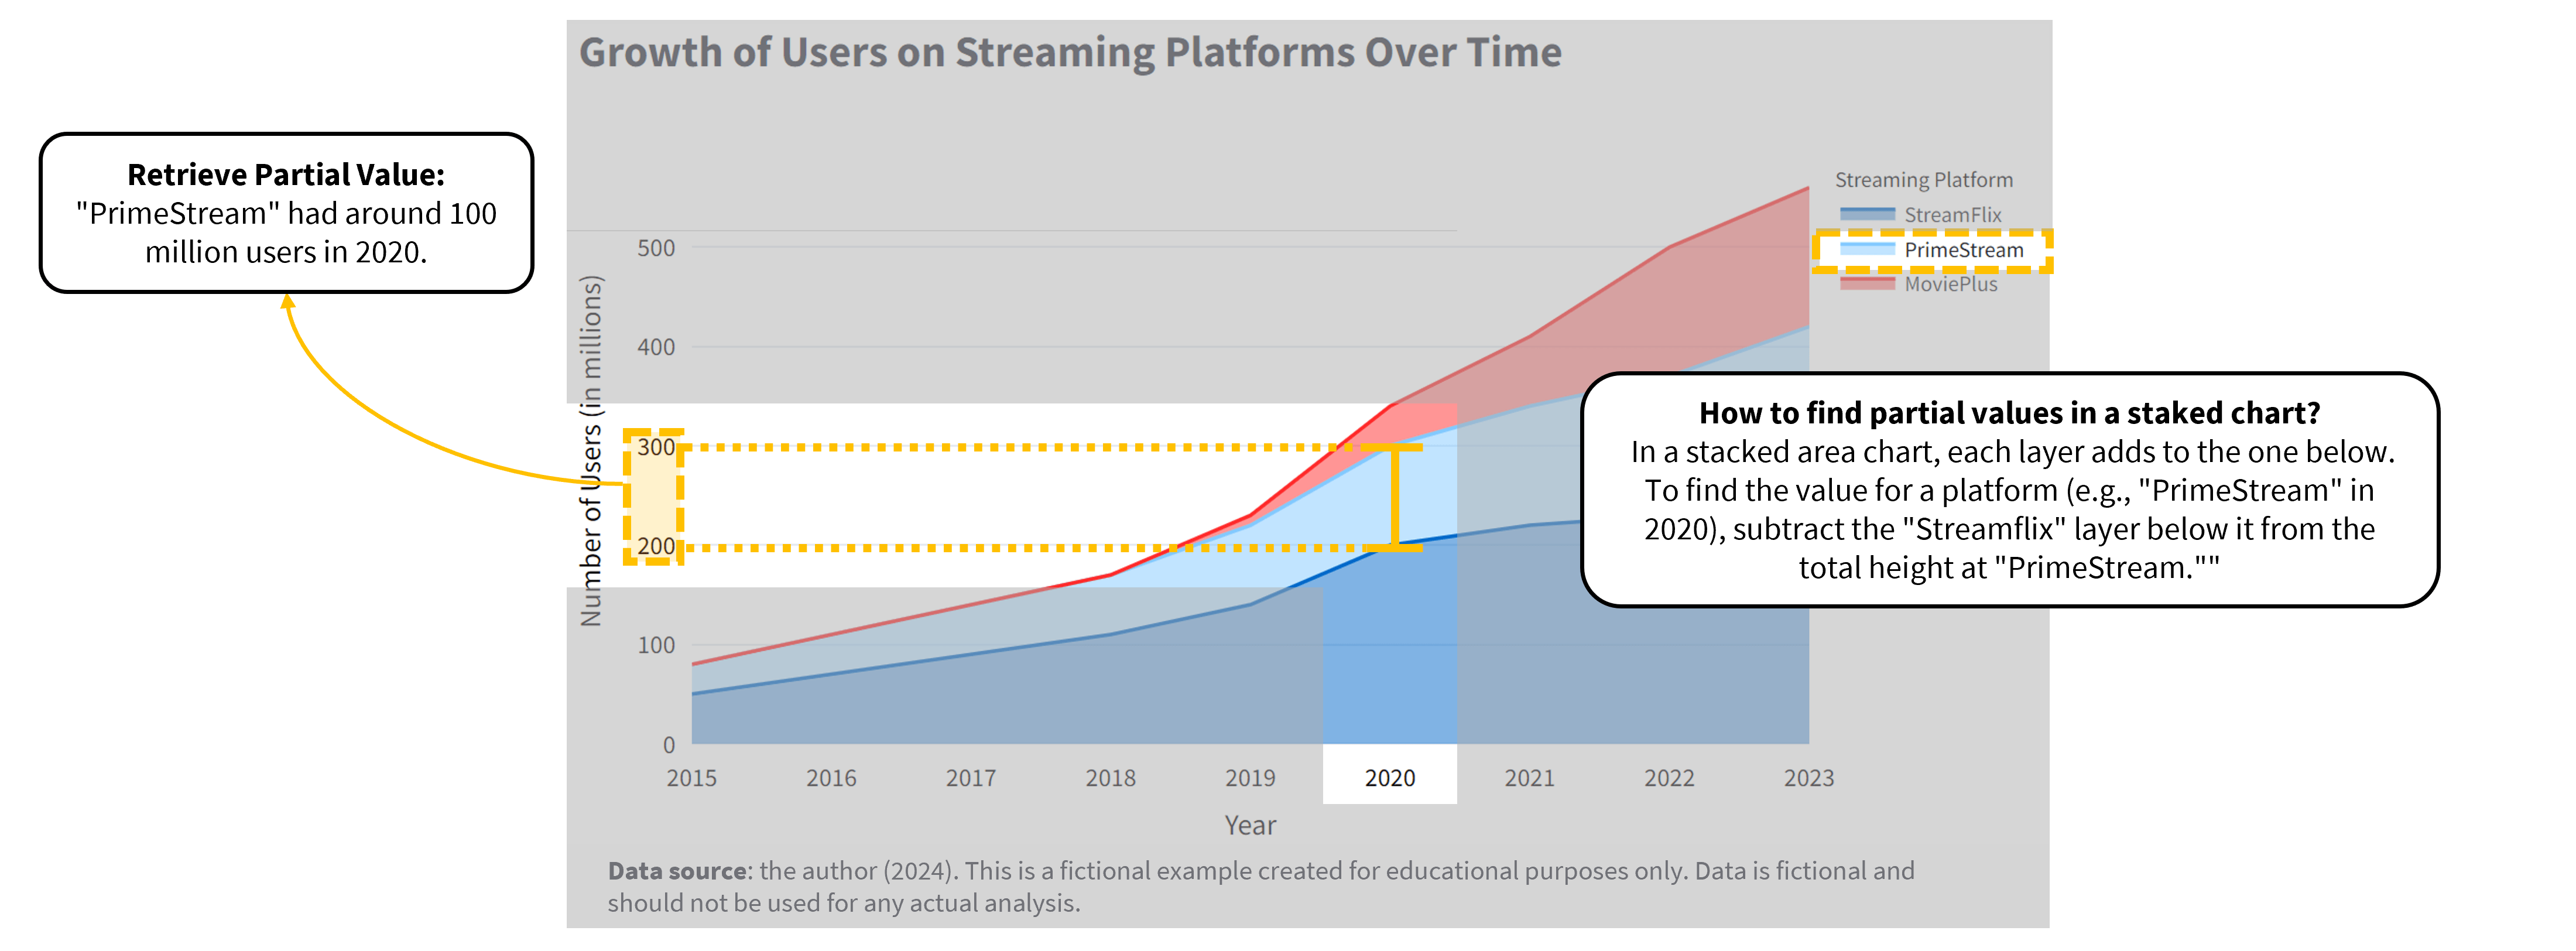 Growth of Users on Streaming Platforms Over Time
Retrieve Partial Value:
"PrimeStream" had around 100
million users in 2020.
Streaming Platform
StreamFlix
PrimeStream
MoviePlus
Number of Users (in millions)
500
400
300
200
100
0
How to find partial values in a staked chart?
In a stacked area chart, each layer adds to the one below.
To find the value for a platform (e.g., "PrimeStream" in
2020), subtract the "Streamflix" layer below it from the
total height at "PrimeStream.""
2015 2016 2017 2018 2019 2020 2021 2022 2023
Year
Data source: the author (2024). This is a fictional example created for educational purposes only. Data is fictional and
should not be used for any actual analysis.